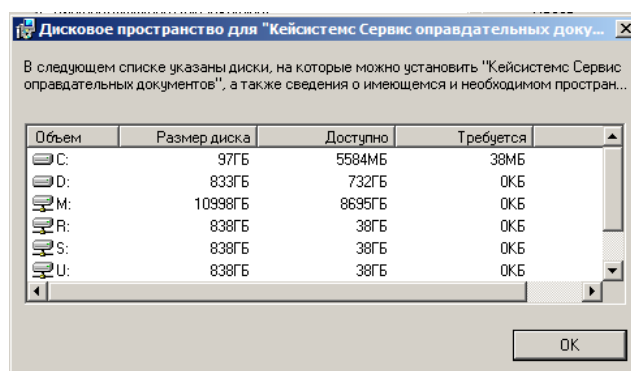 Дисковое пространство для "Кейсистемс Сервис оправдательных доку...
В следующем списке указаны диски, на которые можно установить "Кейсистемс Сервис
оправдательных документов", а также сведения о имеющемся и необходимом простран...
Объем Размер диска Доступно Требуется
C: 97ГБ 5584МБ 38МБ
D: 833ГБ 732ГБ 0КБ
M: 10998ГБ 8695ГБ 0КБ
R: 838ГБ 38ГБ 0КБ
S: 838ГБ 38ГБ 0КБ
U: 838ГБ 38ГБ 0КБ
OK